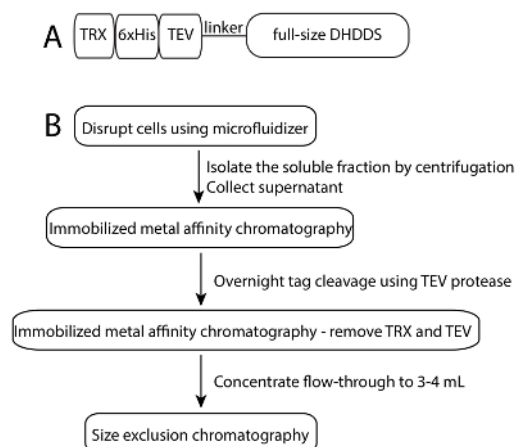 A
TRX 6xHis TEV linker full-size DHDDS
B
Disrupt cells using microfluidizer
Isolate the soluble fraction by centrifugation
Collect supernatant
Immobilized metal affinity chromatography
Overnight tag cleavage using TEV protease
Immobilized metal affinity chromatography - remove TRX and TEV
Concentrate flow-through to 3-4 mL
Size exclusion chromatography